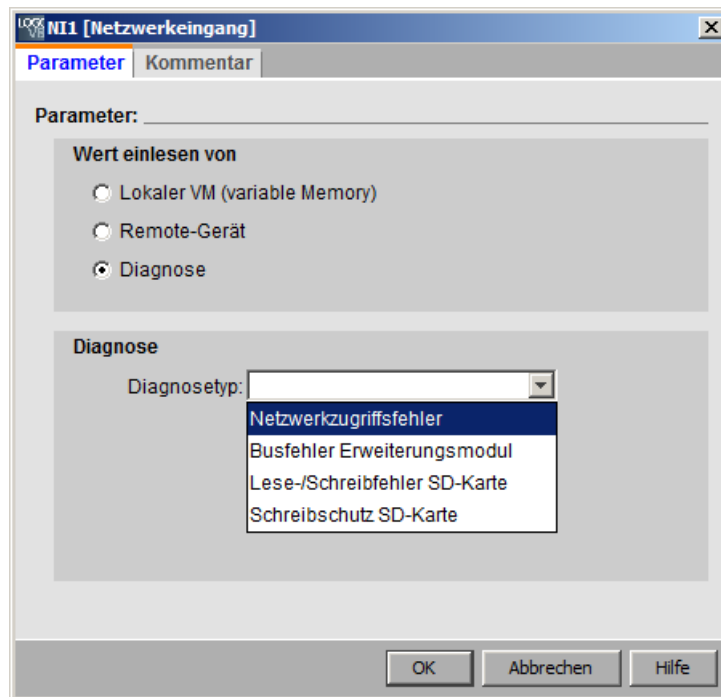 NI1 [Netzwerkeingang]
Parameter Kommentar
Parameter:
Wert einlesen von
Lokaler VM (variable Memory)
Remote-Gerät
Diagnose
Diagnose
Diagnosetyp:
Netzwerkzugriffsfehler
Busfehler Erweiterungsmodul
Lese-/Schreibfehler SD-Karte
Schreibschutz SD-Karte
OK Abbrechen Hilfe